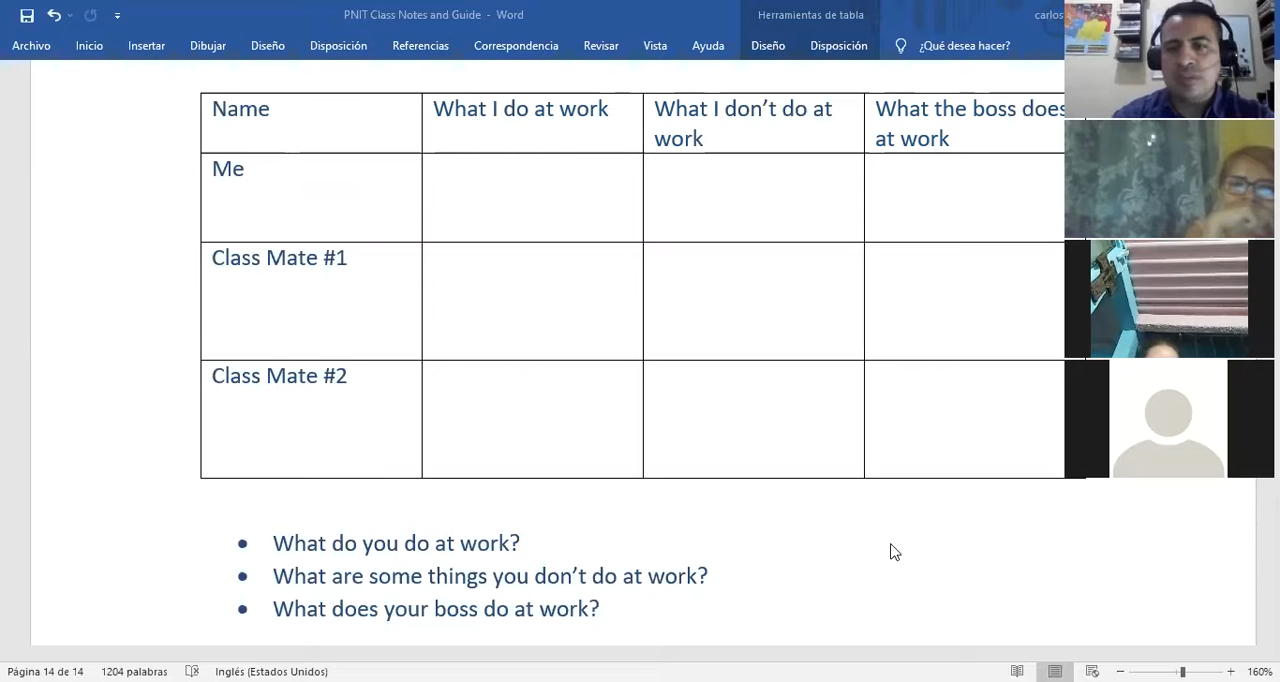 PNIT Class Notes and Guide - Word
Herramientas de tabla
carlos
Archivo Inicio Insertar Dibujar Diseño Disposición Referencias Correspondencia Revisar Vista Ayuda Diseño Disposición ¿Qué desea hacer?
Name What I do at work What I don't do at work What the boss does at work
Me
Class Mate #1
Class Mate #2
• What do you do at work?
• What are some things you don't do at work?
• What does your boss do at work?
Página 14 de 14 1204 palabras Inglés (Estados Unidos) 160%